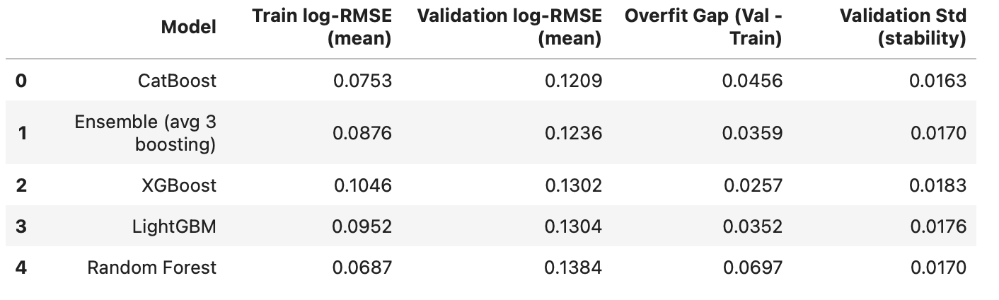 Model Train log-RMSE (mean) Validation log-RMSE (mean) Overfit Gap (Val - Train) Validation Std (stability)
0 CatBoost 0.0753 0.1209 0.0456 0.0163
1 Ensemble (avg 3 boosting) 0.0876 0.1236 0.0359 0.0170
2 XGBoost 0.1046 0.1302 0.0257 0.0183
3 LightGBM 0.0952 0.1304 0.0352 0.0176
4 Random Forest 0.0687 0.1384 0.0697 0.0170